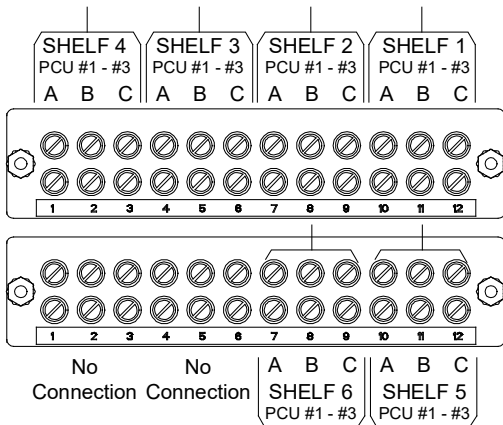 SHELF 4 SHELF 3 SHELF 2 SHELF 1
PCU #1 - #3 PCU #1 - #3 PCU #1 - #3 PCU #1 - #3
A B C A B C A B C A B C
1 2 3 4 5 6 7 8 9 10 11 12
1 2 3 4 5 6 7 8 9 10 11 12
No No A B C A B C
Connection Connection SHELF 6 SHELF 5
PCU #1 - #3 PCU #1 - #3